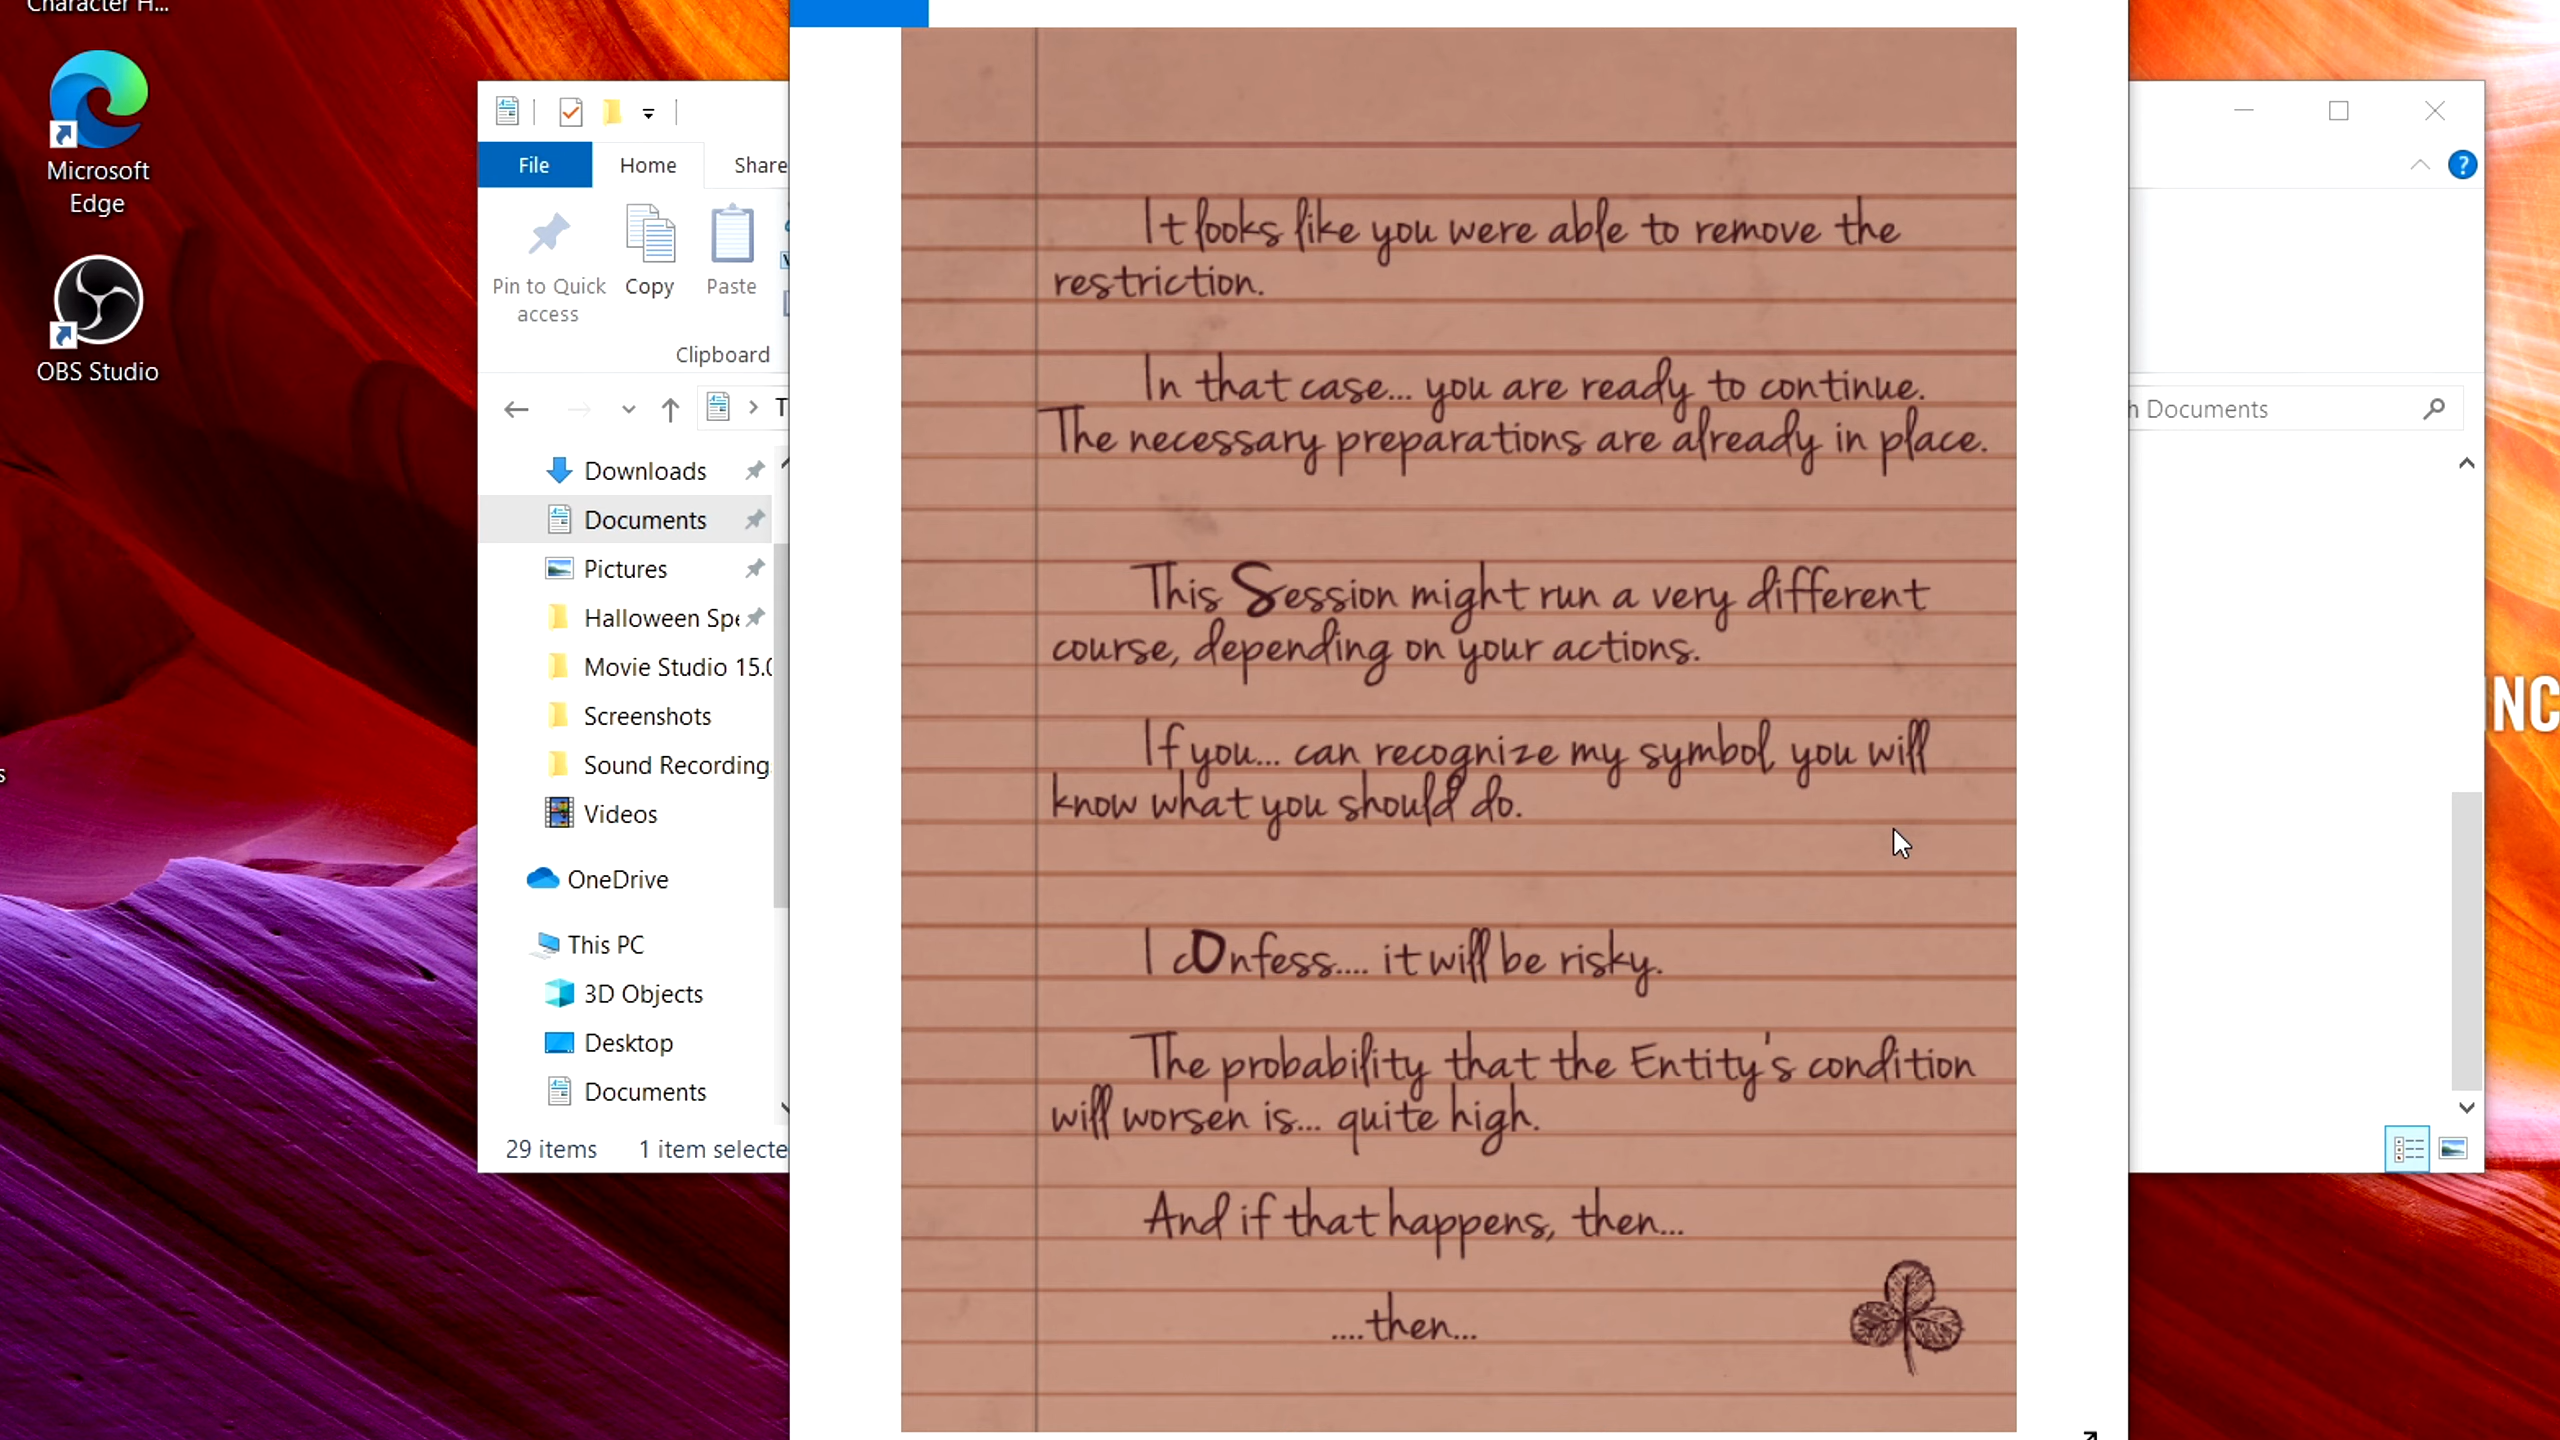 Character H...
Microsoft
Edge
OBS Studio
File
Home
Share
Pin to Quick
access
Copy
Paste
Clipboard
Downloads
Documents
Pictures
Halloween Spe
Movie Studio 15.0
Screenshots
Sound Recording
Videos
OneDrive
This PC
3D Objects
Desktop
Documents
29 items
1 item selecte
It looks like you were able to remove the
restriction.
In that case... you are ready to continue.
The necessary preparations are already in place.
This Session might run a very different
course, depending on your actions.
If you... can recognize my symbol, you will
know what you should do.
I cOnfess.... it will be risky.
The probability that the Entity's condition
will worsen is... quite high.
And if that happens, then...
....then...
h Documents
INC